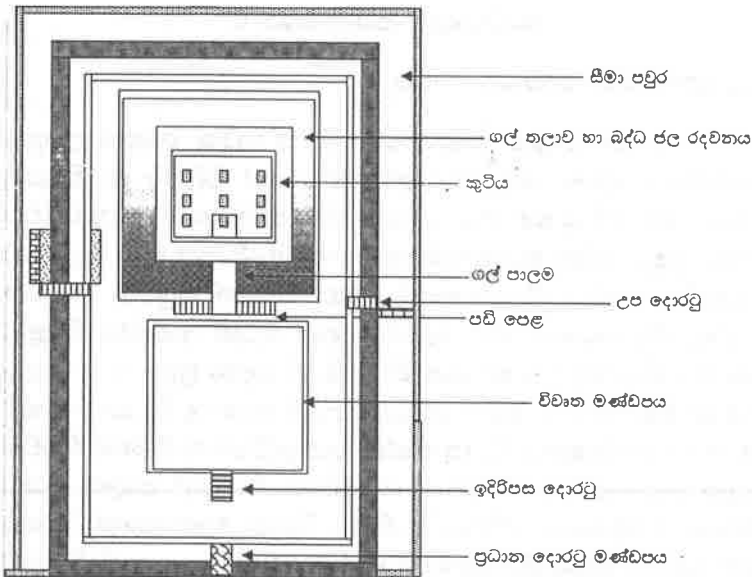 සීමා පවුර
ගල් තලාව හා බද්ධ ජල රඳවනය
කුටිය
ගල් පාලම
උප දොරටු
පඩි පෙළ
විවෘත මණ්ඩපය
ඉදිරිපස දොරටු
ප්‍රධාන දොරටු මණ්ඩපය